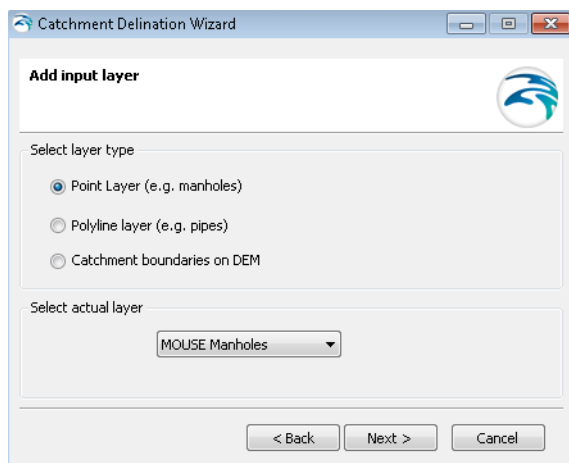 Catchment Delination Wizard
Add input layer
Select layer type
Point Layer (e.g. manholes)
Polyline layer (e.g. pipes)
Catchment boundaries on DEM
Select actual layer
MOUSE Manholes
< Back Next > Cancel